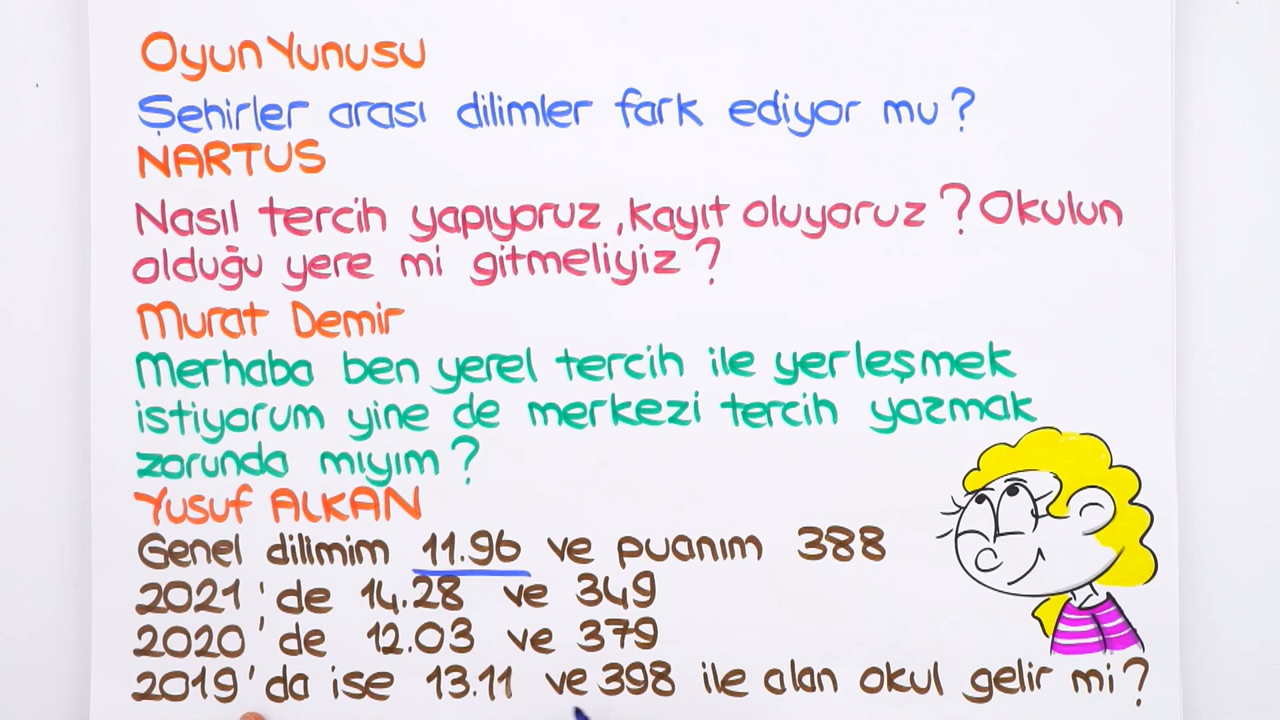 Oyun Yunusu
Şehirler arası dilimler fark ediyor mu?
NARTUS
Nasıl tercih yapıyoruz, kayıt oluyoruz? Okulun
olduğu yere mi gitmeliyiz?
Murat Demir
Merhaba ben yerel tercih ile yerleşmek
istiyorum yine de merkezi tercih yazmak
zorunda mıyım?
Yusuf ALKAN
Genel dilimim 11.96 ve puanım 388
2021'de 14.28 ve 349
2020'de 12.03 ve 379
2019'da ise 13.11 ve 398 ile alan okul gelir mi?